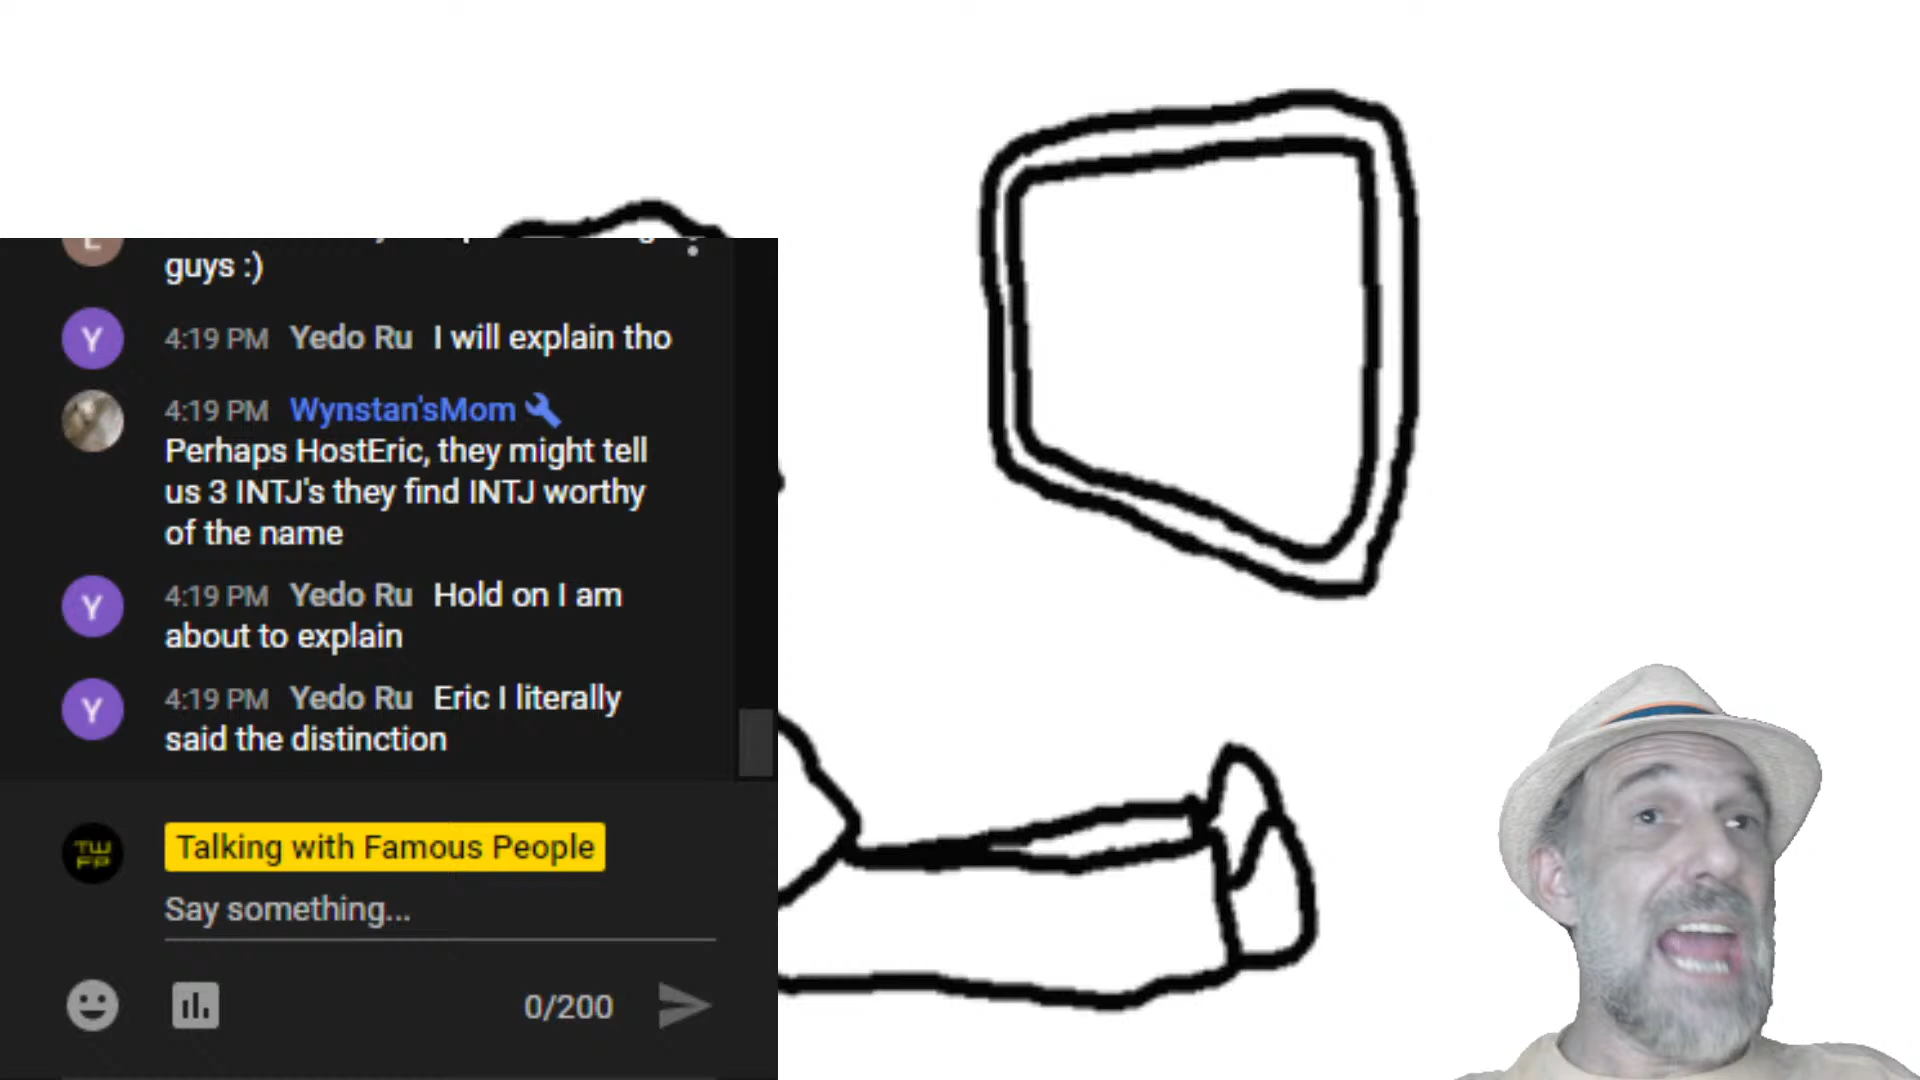 guys :)
Y 4:19 PM Yedo Ru I will explain tho
4:19 PM Wynstan'sMom
Perhaps HostEric, they might tell
us 3 INTJ's they find INTJ worthy
of the name
Y 4:19 PM Yedo Ru Hold on I am
about to explain
Y 4:19 PM Yedo Ru Eric I literally
said the distinction
TW
FP
Talking with Famous People
Say something...
0/200